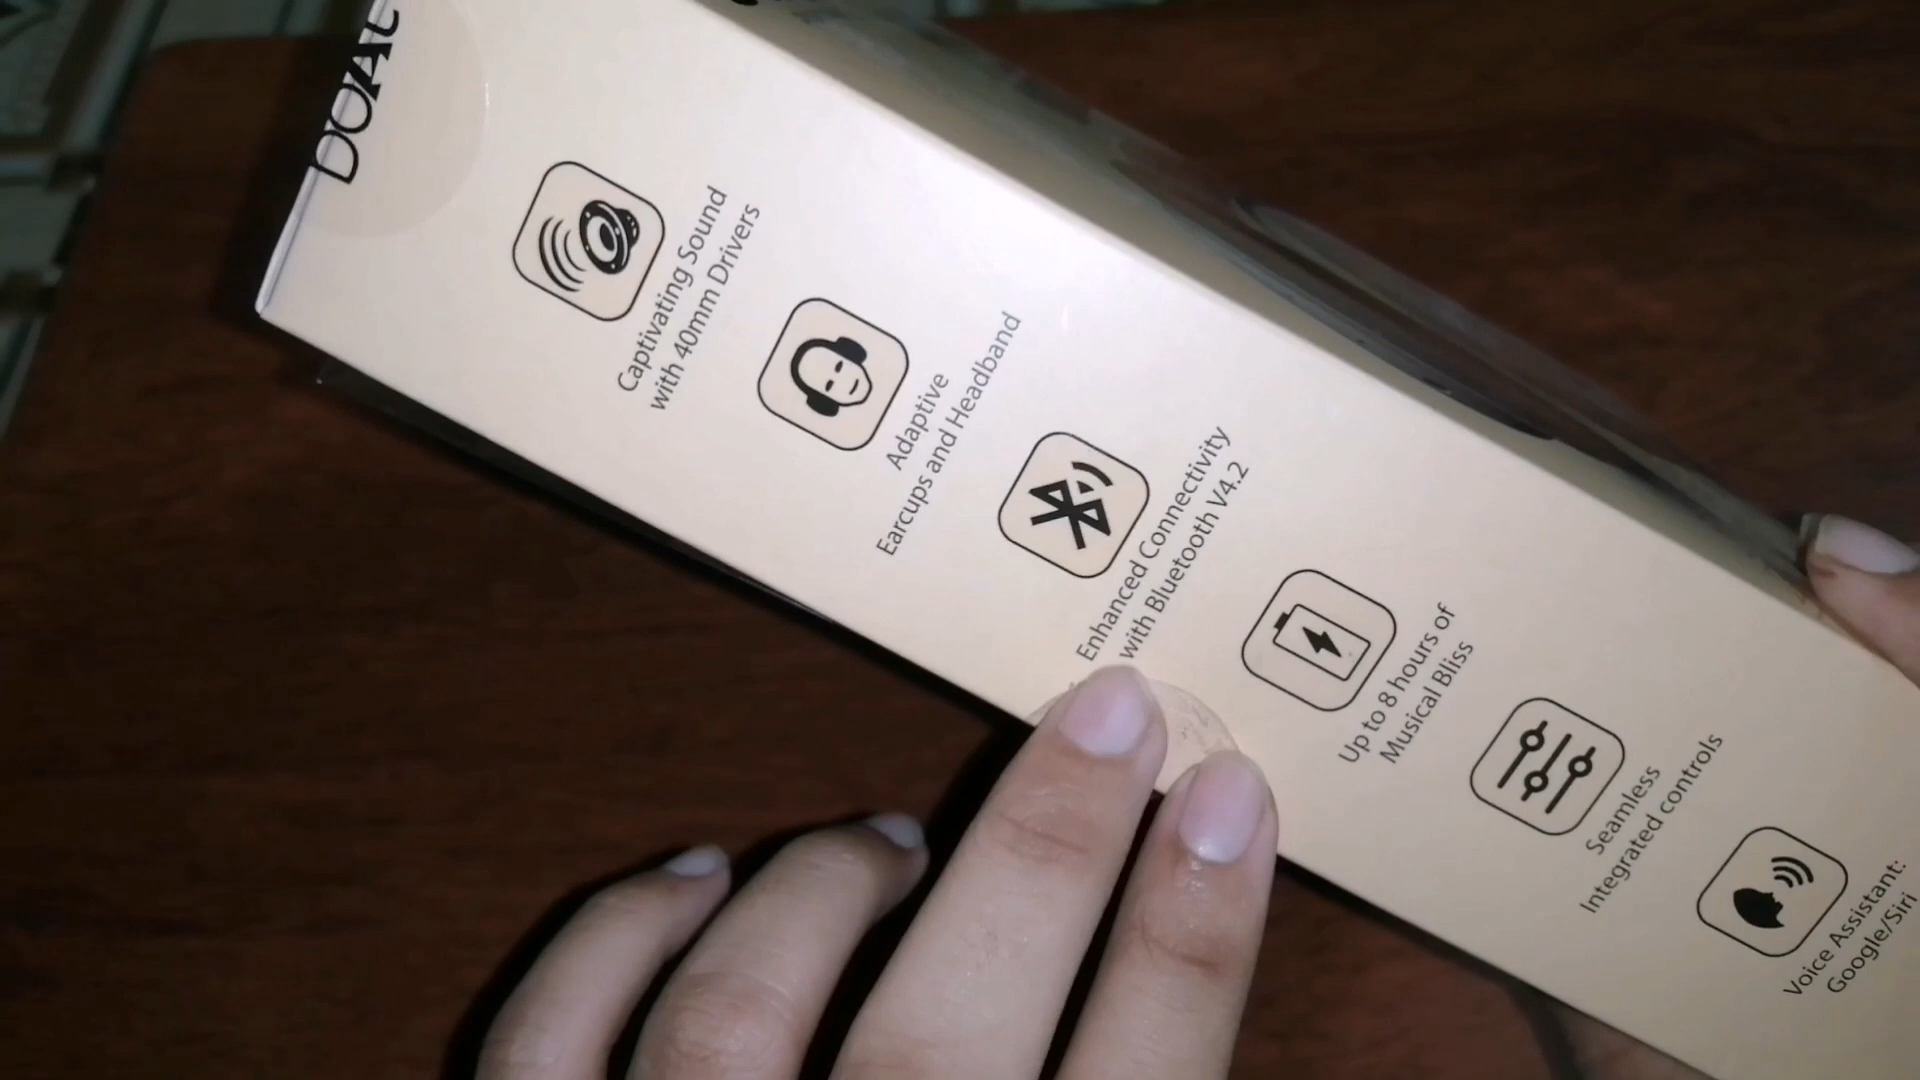 Captivating Sound
with 40mm Drivers
Adaptive
Earcups and Headband
Enhanced Connectivity
with Bluetooth V4.2
Up to 8 hours of
Musical Bliss
Seamless
Integrated controls
Voice Assistant:
Google/Siri